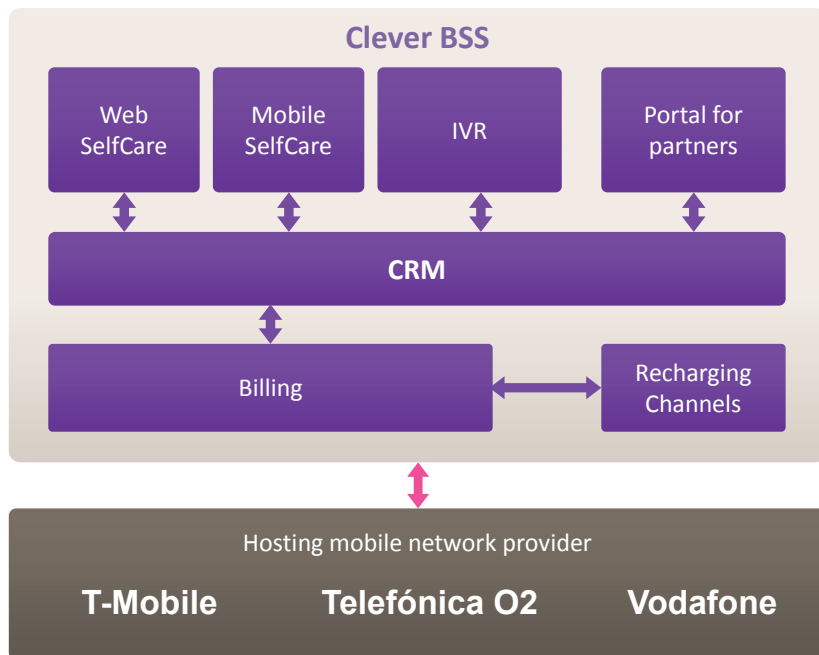 Clever BSS
Web
SelfCare
Mobile
SelfCare
IVR
Portal for
partners
CRM
Billing
Recharging
Channels
Hosting mobile network provider
T-Mobile
Telefónica O2
Vodafone